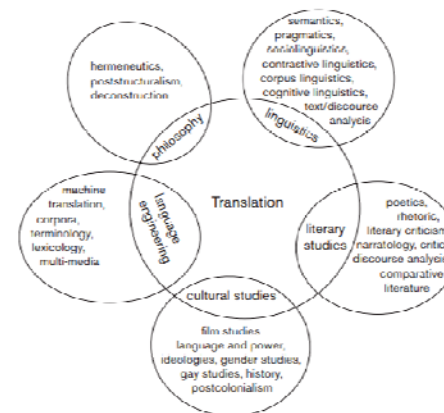 semantics,
pragmatics,
sociolinguistics,
contrastive linguistics,
corpus linguistics,
cognitive linguistics,
text/discourse
analysis
linguistics
hermeneutics,
poststructuralism,
deconstruction
philosophy
machine
translation,
corpora,
terminology,
lexicology,
multi-media
language
engineering
Translation
literary
studies
poetics,
rhetoric,
literary criticism
narratology, critic
discourse analysis
comparative
literature
cultural studies
film studies
language and power,
ideologies, gender studies,
gay studies, history,
postcolonialism